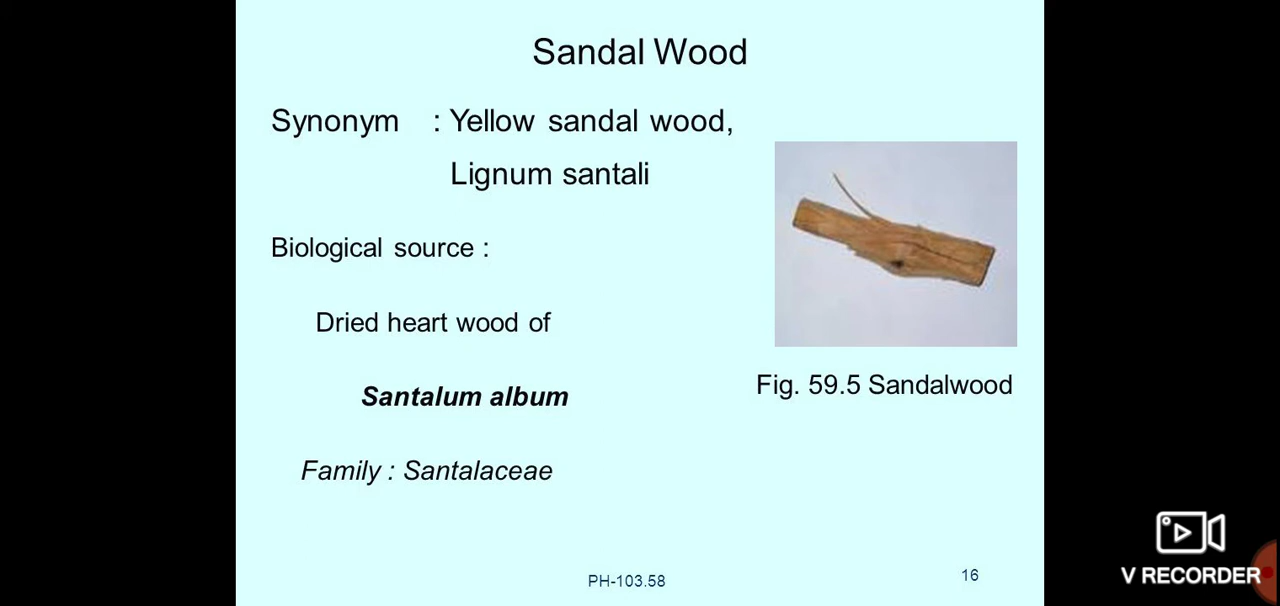 Sandal Wood
Synonym : Yellow sandal wood,
Lignum santali
Biological source :
Dried heart wood of
Santalum album
Family : Santalaceae
Fig. 59.5 Sandalwood
PH-103.58
16
V RECORDER